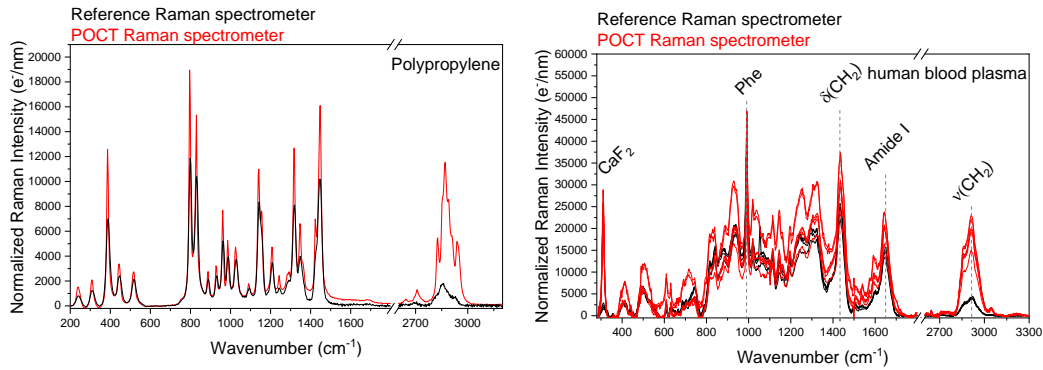 Reference Raman spectrometer
POCT Raman spectrometer
Polypropylene
Normalized Raman Intensity (e⁻/nm)
20000
18000
16000
14000
12000
10000
8000
6000
4000
2000
0
200 400 600 800 1000 1200 1400 1600 2700 3000
Wavenumber (cm⁻¹)
Reference Raman spectrometer
POCT Raman spectrometer
human blood plasma
Normalized Raman Intensity (e⁻/nm)
60000
55000
50000
45000
40000
35000
30000
25000
20000
15000
10000
5000
0
CaF₂
Phe
δ(CH₂)
Amide I
ν(CH₂)
400 600 800 1000 1200 1400 1600 2700 3000 3300
Wavenumber (cm⁻¹)